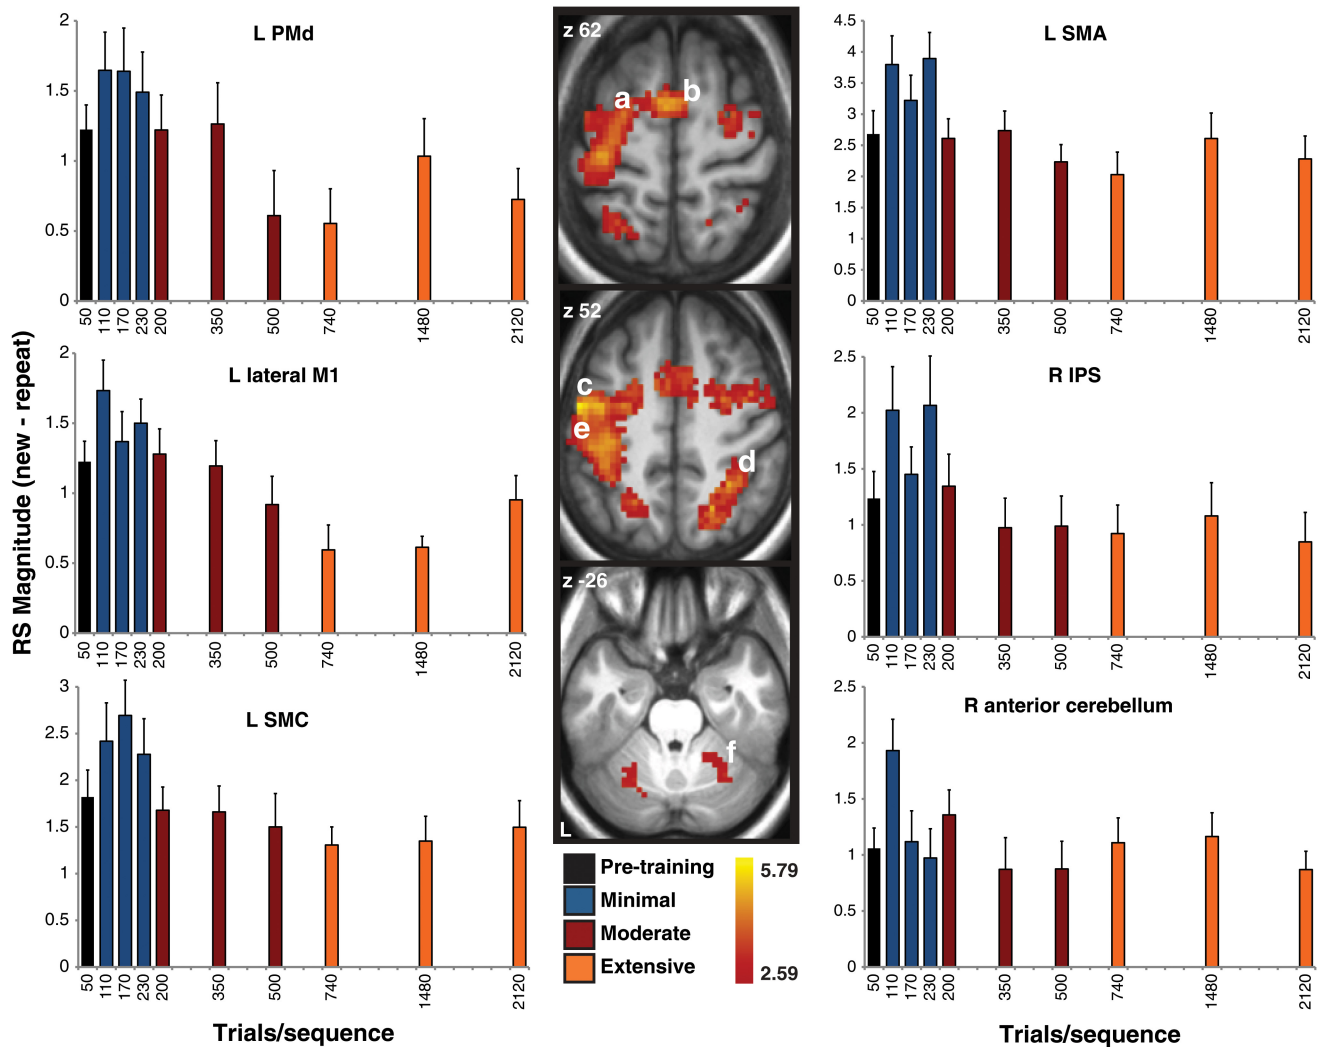 L PMd
2
1.5
1
0.5
0
50 110 170 230 200 350 500 740 1480 2120
L lateral M1
2
1.5
1
0.5
0
50 110 170 230 200 350 500 740 1480 2120
L SMC
3
2.5
2
1.5
1
0.5
0
50 110 170 230 200 350 500 740 1480 2120
RS Magnitude (new - repeat)
Trials/sequence
z 62
a
b
z 52
c
e
d
z -26
f
L
Pre-training
Minimal
Moderate
Extensive
5.79
2.59
L SMA
4.5
4
3.5
3
2.5
2
1.5
1
0.5
0
50 110 170 230 200 350 500 740 1480 2120
R IPS
2.5
2
1.5
1
0.5
0
50 110 170 230 200 350 500 740 1480 2120
R anterior cerebellum
2.5
2
1.5
1
0.5
0
50 110 170 230 200 350 500 740 1480 2120
Trials/sequence